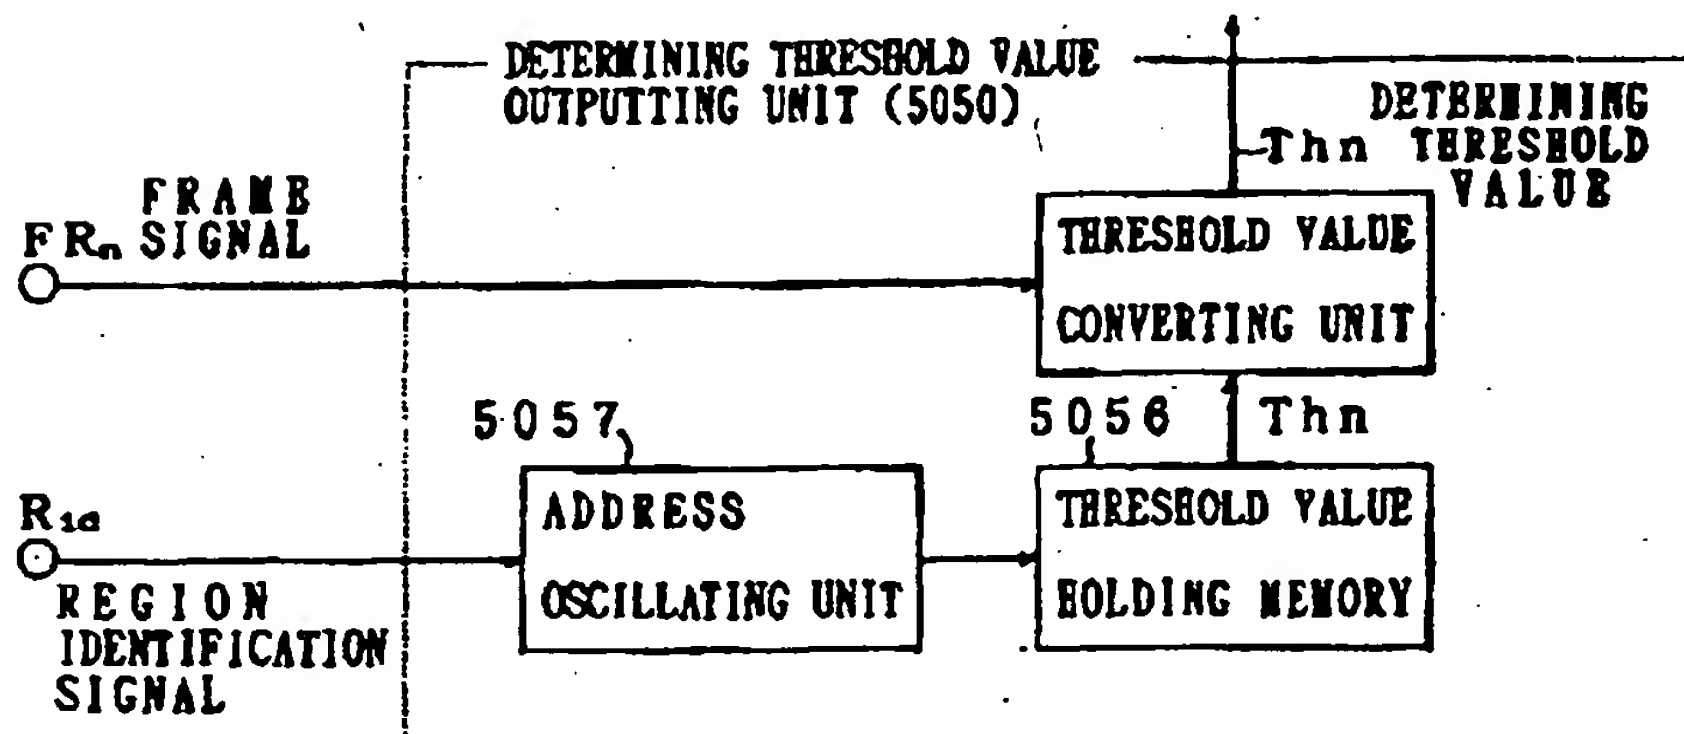 DETERMINING THRESHOLD VALUE
OUTPUTTING UNIT (5050)
DETERMINING
THRESHOLD
VALUE
Thn
FRAME
SIGNAL
FRn
THRESHOLD VALUE
CONVERTING UNIT
5057
5056
Thn
Rid
REGION
IDENTIFICATION
SIGNAL
ADDRESS
OSCILLATING UNIT
THRESHOLD VALUE
HOLDING MEMORY